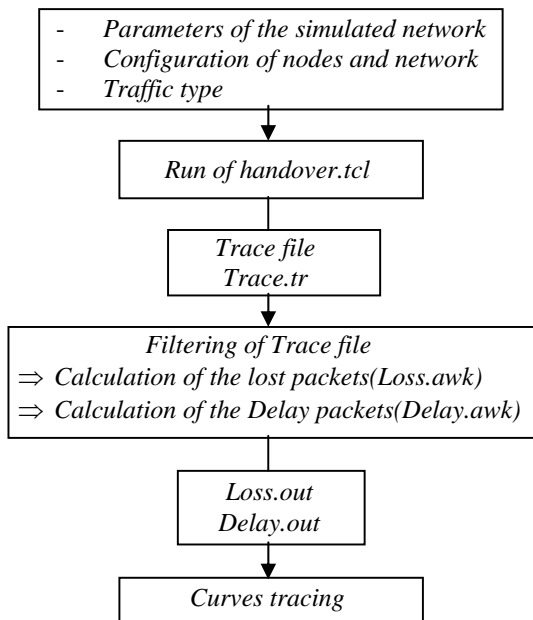 - Parameters of the simulated network
- Configuration of nodes and network
- Traffic type
Run of handover.tcl
Trace file
Trace.tr
Filtering of Trace file
⇒ Calculation of the lost packets(Loss.awk)
⇒ Calculation of the Delay packets(Delay.awk)
Loss.out
Delay.out
Curves tracing